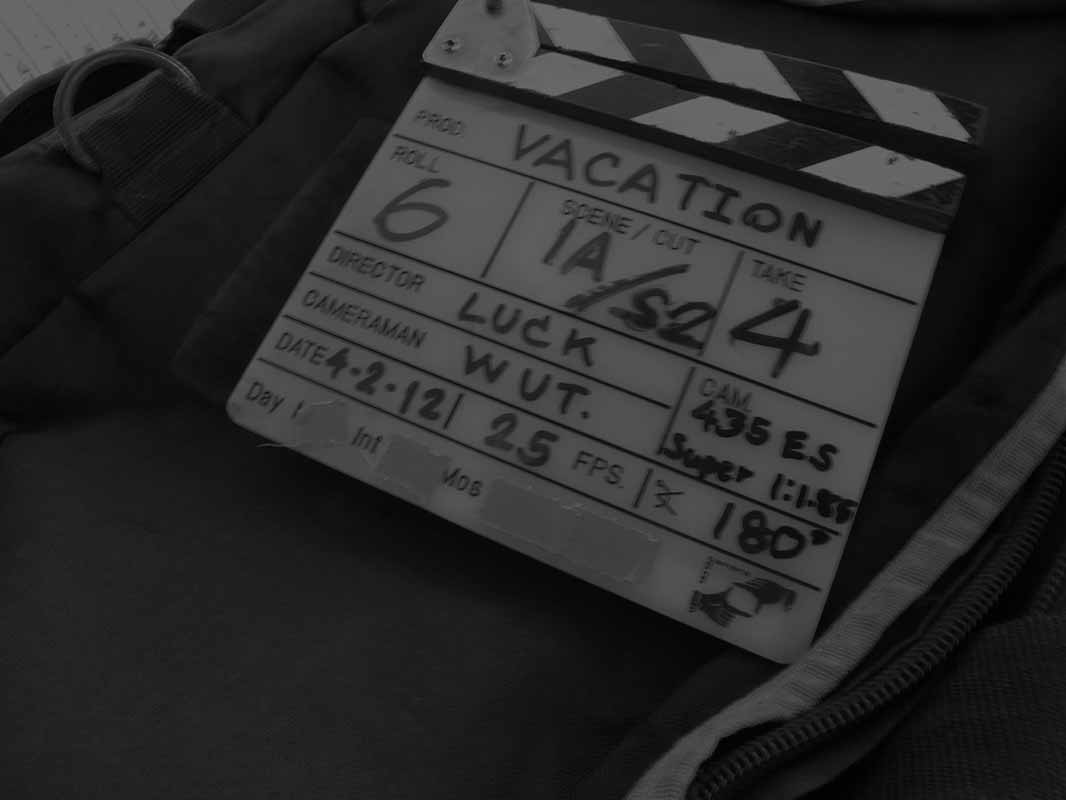 PROD. VACATION
ROLL 6
SCENE / CUT 1A/S2
TAKE 4
DIRECTOR LUCK
CAMERAMAN WUT.
CAM. 435 ES
Super 1:1.85
DATE 4-2-12 25 FPS. 180°
Day Int Mos